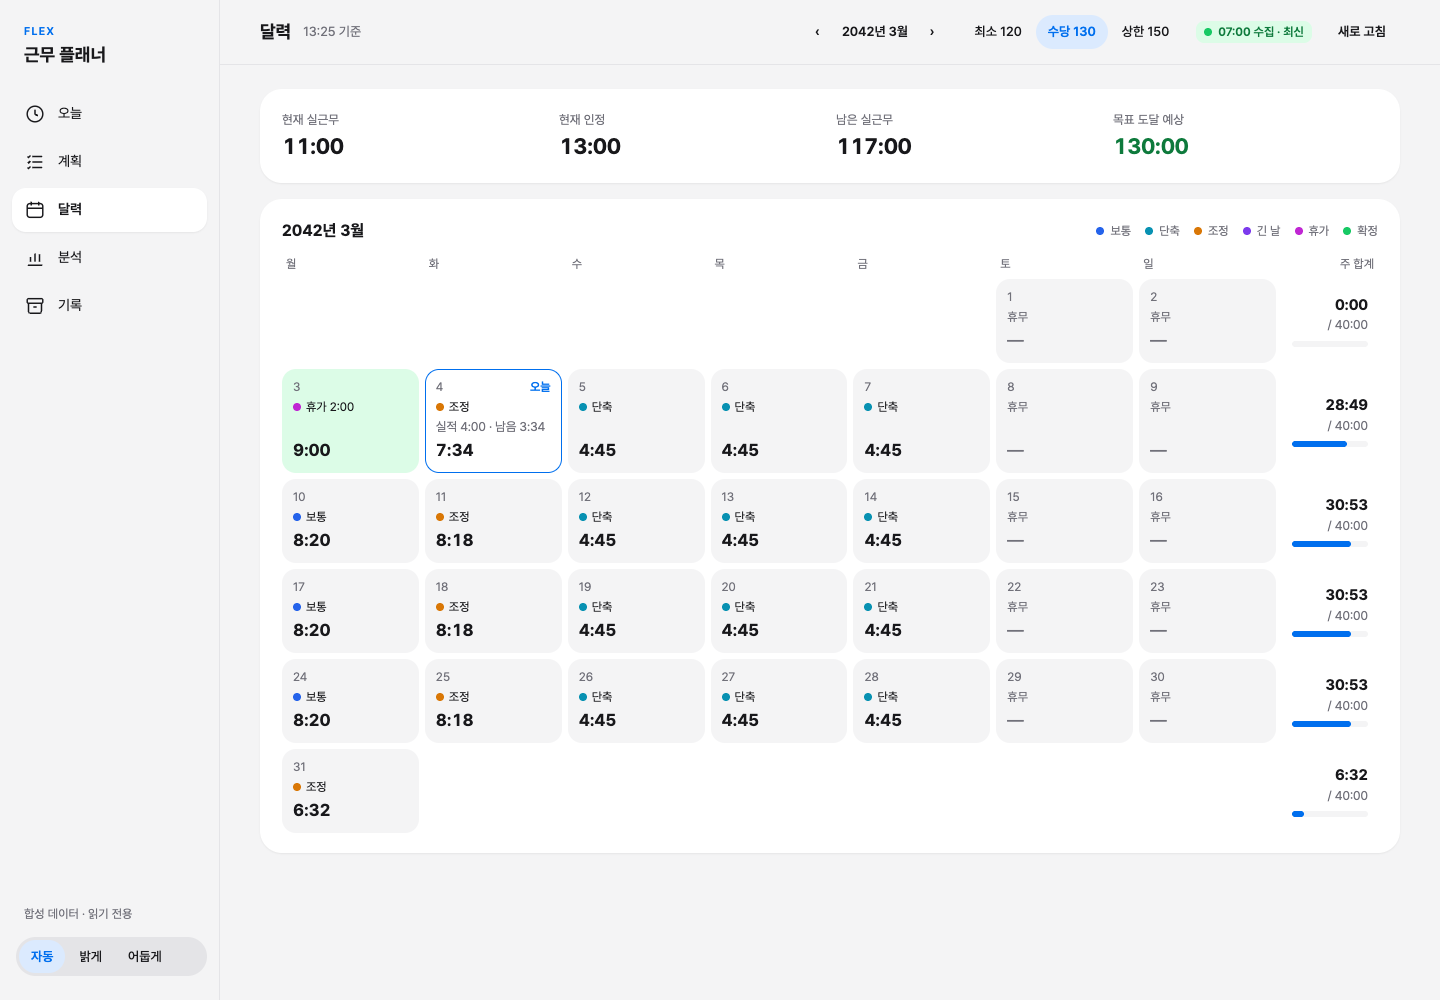 FLEX
근무 플래너
오늘
계획
달력
분석
기록
합성 데이터 · 읽기 전용
자동 밝게 어둡게
달력 13:25 기준
‹ 2042년 3월 › 최소 120 수당 130 상한 150 07:00 수집 · 최신 새로 고침
현재 실근무 현재 인정 남은 실근무 목표 도달 예상
11:00 13:00 117:00 130:00
2042년 3월 보통 단축 조정 긴 날 휴가 확정
월 화 수 목 금 토 일 주 합계
1 2
휴무 휴무
— —
0:00
/ 40:00
3 4 오늘 5 6 7 8 9
휴가 2:00 조정 단축 단축 단축 휴무 휴무
실적 4:00 · 남음 3:34
9:00 7:34 4:45 4:45 4:45 — —
28:49
/ 40:00
10 11 12 13 14 15 16
보통 조정 단축 단축 단축 휴무 휴무
8:20 8:18 4:45 4:45 4:45 — —
30:53
/ 40:00
17 18 19 20 21 22 23
보통 조정 단축 단축 단축 휴무 휴무
8:20 8:18 4:45 4:45 4:45 — —
30:53
/ 40:00
24 25 26 27 28 29 30
보통 조정 단축 단축 단축 휴무 휴무
8:20 8:18 4:45 4:45 4:45 — —
30:53
/ 40:00
31
조정
6:32
6:32
/ 40:00